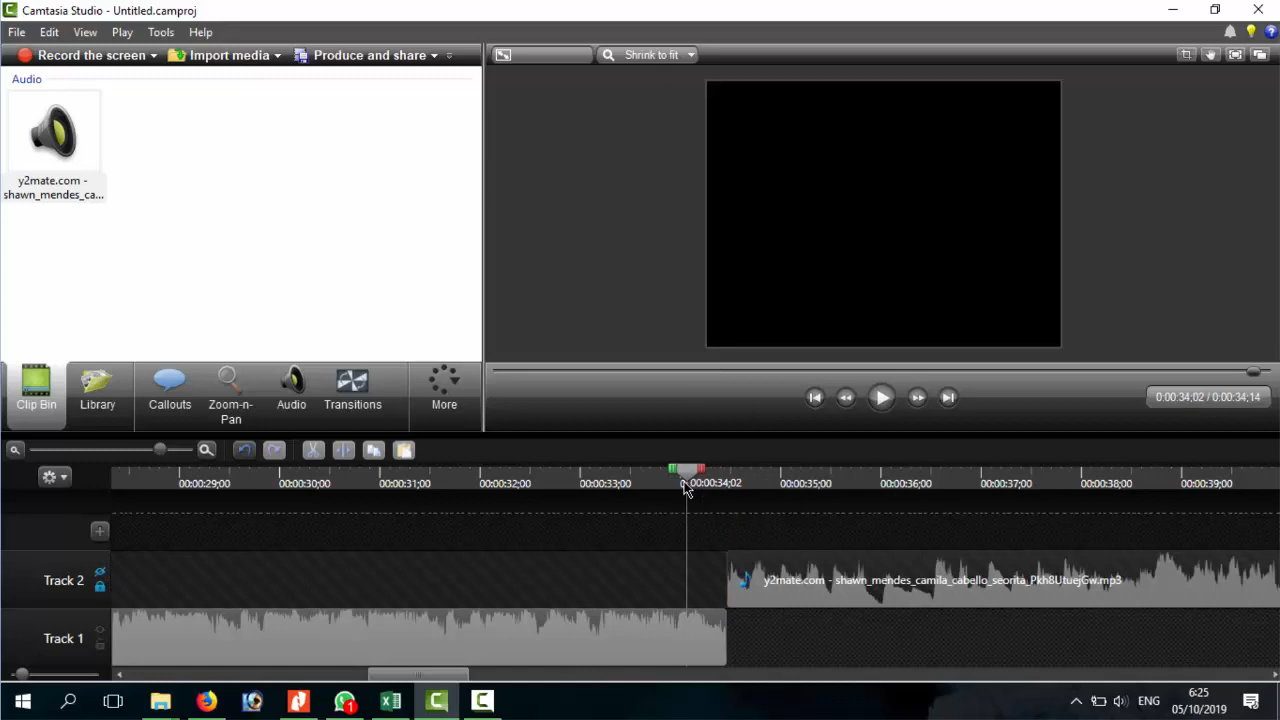 Camtasia Studio - Untitled.camproj
File Edit View Play Tools Help
Record the screen Import media Produce and share
Shrink to fit
Audio
y2mate.com -
shawn_mendes_ca...
Clip Bin Library Callouts Zoom-n-
Pan Audio Transitions More
0:00:34,02 / 0:00:34,14
00:00:29;00 00:00:30;00 00:00:31;00 00:00:32;00 00:00:33;00 00:00:34;02 00:00:35;00 00:00:36;00 00:00:37;00 00:00:38;00 00:00:39;00
Track 2
y2mate.com - shawn_mendes_camila_cabello_seorita_Pkh8UtuejGw.mp3
Track 1
1
ENG
6:25
05/10/2019